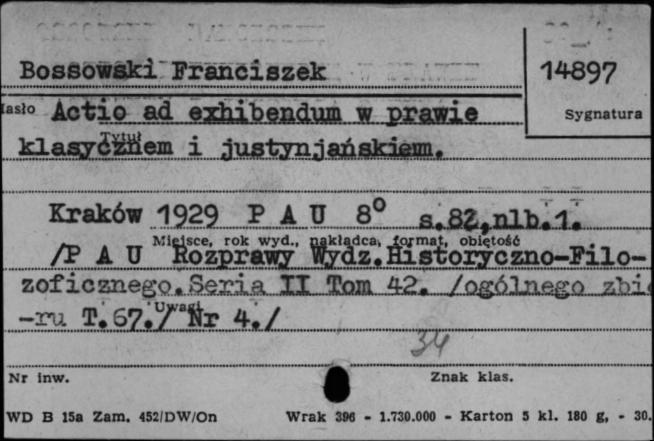 Bossowski Franciszek
14897
Sygnatura
Hasło Actio ad exhibendum w prawie
Tytuł
klasycznem i justynjańskiem.
Kraków 1929 P A U 8° s.82,nlb.1.
Miejsce, rok wyd., nakładca, format, objętość
/P A U Rozprawy Wydz.Historyczno-Filo-
zoficznego.Seria II Tom 42. /ogólnego zbio
Uwagi
-ru T.67./ Nr 4./
34
Nr inw.
Znak klas.
WD B 15a Zam. 452/DW/On Wrak 396 - 1.730.000 - Karton 5 kl. 180 g, - 30.